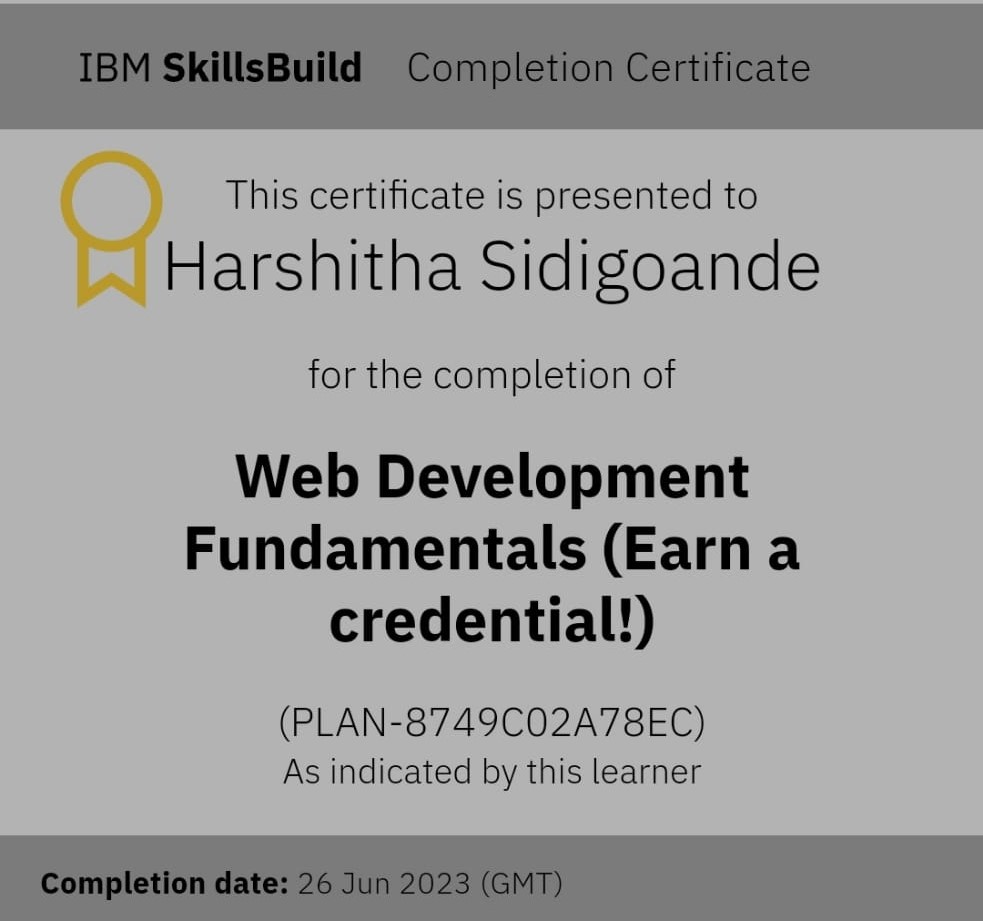 IBM SkillsBuild Completion Certificate
This certificate is presented to
Harshitha Sidigoande
for the completion of
Web Development
Fundamentals (Earn a
credential!)
(PLAN-8749C02A78EC)
As indicated by this learner
Completion date: 26 Jun 2023 (GMT)